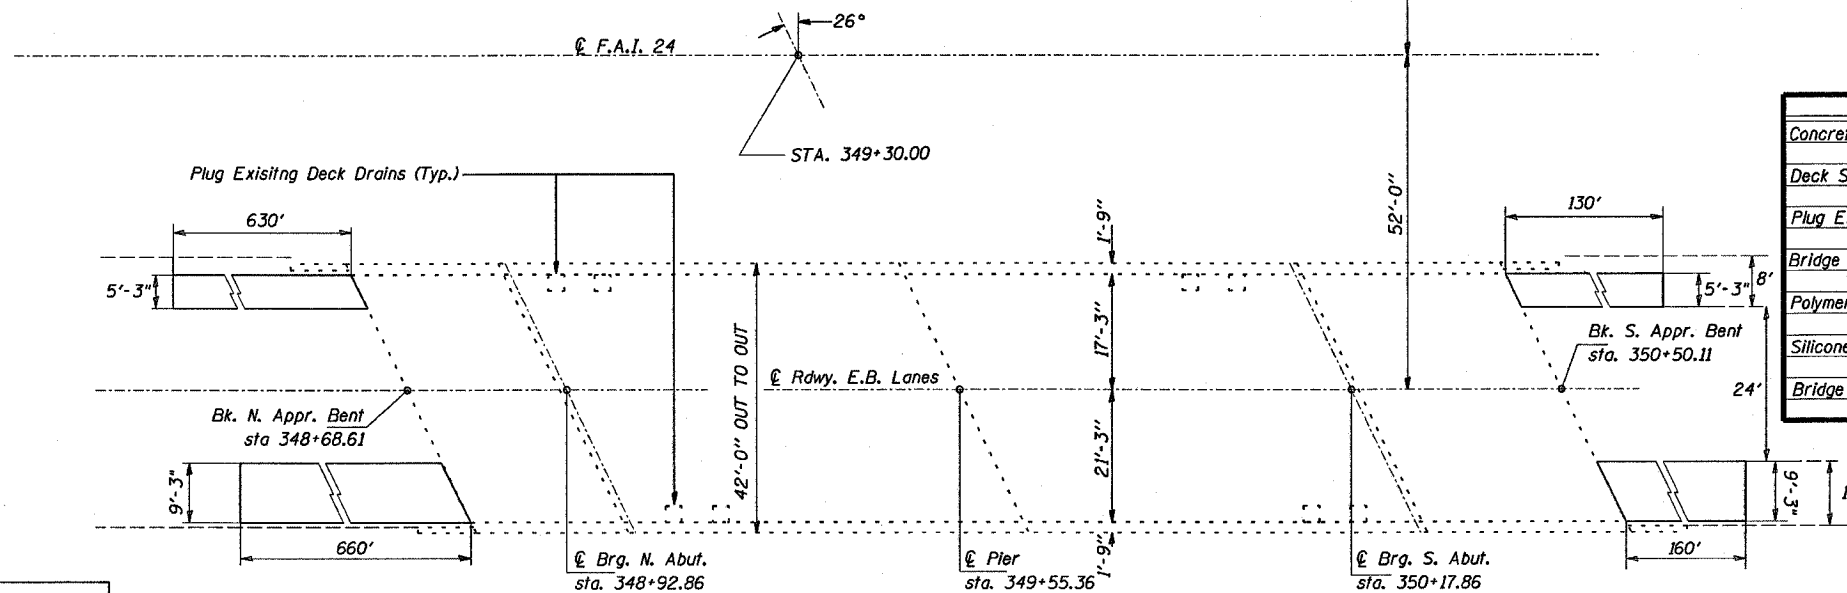 26°
℄ F.A.I. 24
STA. 349+30.00
Plug Exisitng Deck Drains (Typ.)
630'
5'-3"
1'-9"
52'-0"
130'
5'-3"
8'
Concre
Deck S
Plug E
Bridge
Polyme
Silicone
Bridge
17'-3"
42'-0" OUT TO OUT
℄ Rdwy. E.B. Lanes
Bk. S. Appr. Bent
sta. 350+50.11
24'
Bk. N. Appr. Bent
sta 348+68.61
9'-3"
21'-3"
9'-3"
660'
1'-9"
160'
℄ Brg. N. Abut.
sta. 348+92.86
℄ Pier
sta. 349+55.36
℄ Brg. S. Abut.
sta. 350+17.86